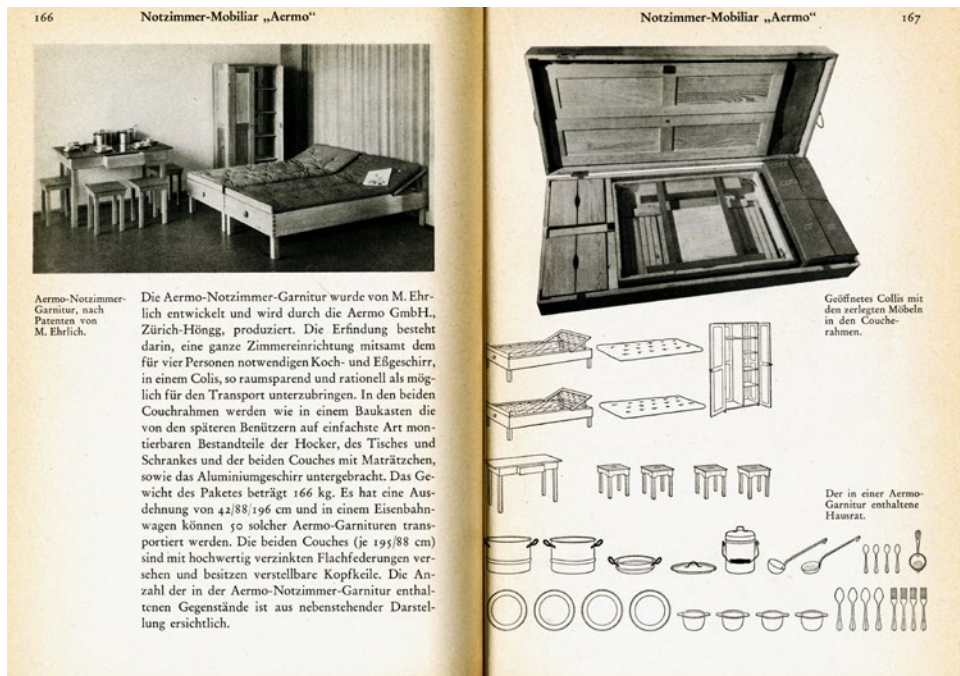 166
Notzimmer-Mobiliar „Aermo“
Aermo-Notzimmer-
Garnitur, nach
Patenten von
M. Ehrlich.
Die Aermo-Notzimmer-Garnitur wurde von M. Ehr-
lich entwickelt und wird durch die Aermo GmbH.,
Zürich-Höngg, produziert. Die Erfindung besteht
darin, eine ganze Zimmereinrichtung mitsamt dem
für vier Personen notwendigen Koch- und Eßgeschirr,
in einem Colis, so raumsparend und rationell als mög-
lich für den Transport unterzubringen. In den beiden
Couchrahmen werden wie in einem Baukasten die
von den späteren Benützern auf einfachste Art mon-
tierbaren Bestandteile der Hocker, des Tisches und
Schrankes und der beiden Couches mit Maträtzchen,
sowie das Aluminiumgeschirr untergebracht. Das Ge-
wicht des Paketes beträgt 166 kg. Es hat eine Aus-
dehnung von 42/88/196 cm und in einem Eisenbahn-
wagen können 50 solcher Aermo-Garnituren trans-
portiert werden. Die beiden Couches (je 195/88 cm)
sind mit hochwertig verzinkten Flachfederungen ver-
sehen und besitzen verstellbare Kopfkeile. Die An-
zahl der in der Aermo-Notzimmer-Garnitur enthal-
tenen Gegenstände ist aus nebenstehender Darstel-
lung ersichtlich.
Notzimmer-Mobiliar „Aermo“
167
Geöffnetes Collis mit
den zerlegten Möbeln
in den Couche-
rahmen.
Der in einer Aermo-
Garnitur enthaltene
Hausrat.